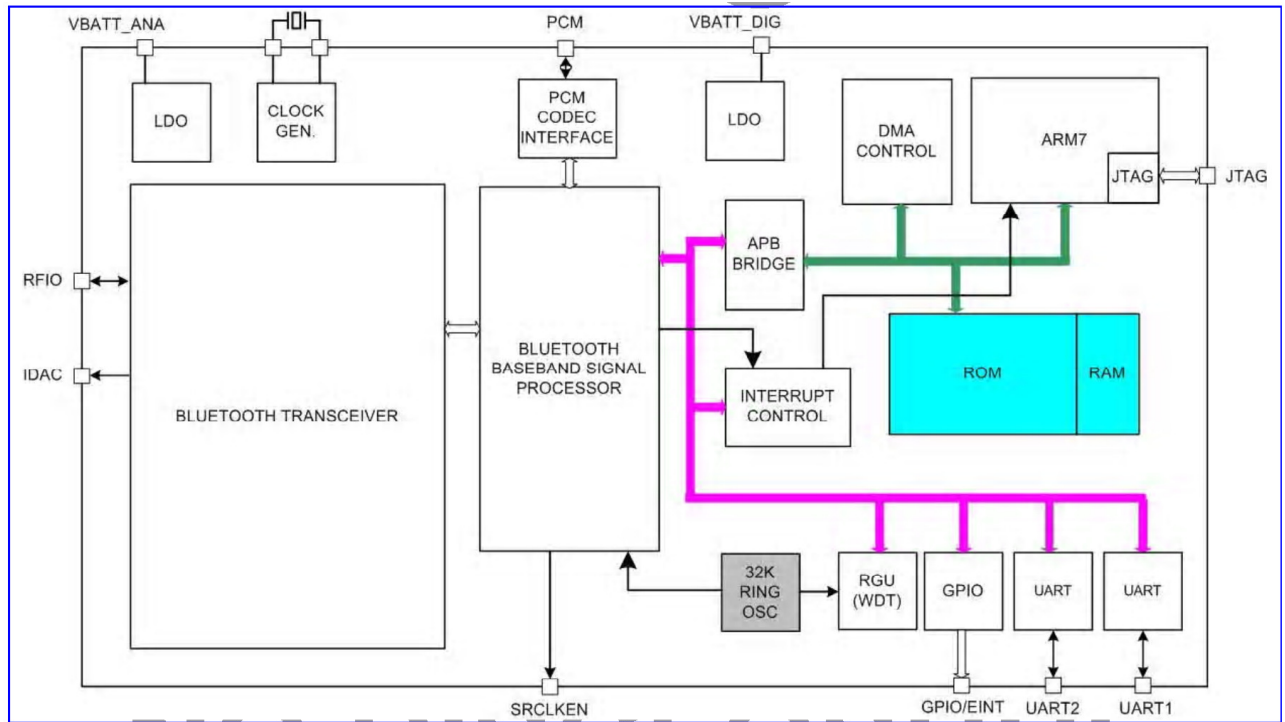 VBATT_ANA
PCM
VBATT_DIG
LDO
CLOCK
GEN.
PCM
CODEC
INTERFACE
LDO
DMA
CONTROL
ARM7
JTAG
JTAG
APB
BRIDGE
RFIO
IDAC
BLUETOOTH TRANSCEIVER
BLUETOOTH
BASEBAND SIGNAL
PROCESSOR
INTERRUPT
CONTROL
ROM
RAM
32K
RING
OSC
RGU
(WDT)
GPIO
UART
UART
SRCLKEN
GPIO/EINT
UART2
UART1